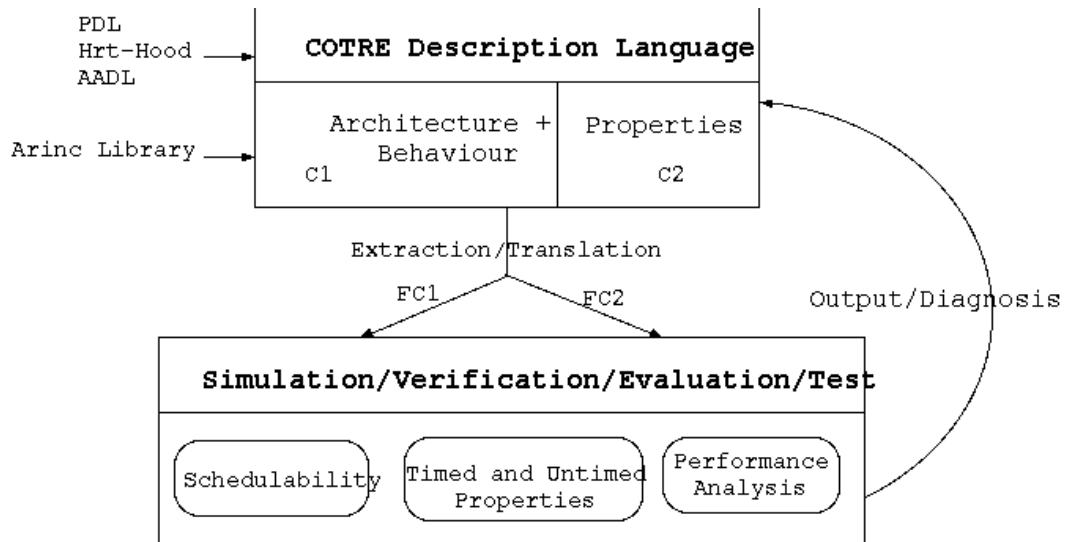 PDL
Hrt-Hood
AADL
COTRE Description Language
Arinc Library
Architecture +
Behaviour
C1
Properties
C2
Extraction/Translation
FC1
FC2
Output/Diagnosis
Simulation/Verification/Evaluation/Test
Schedulability
Timed and Untimed
Properties
Performance
Analysis